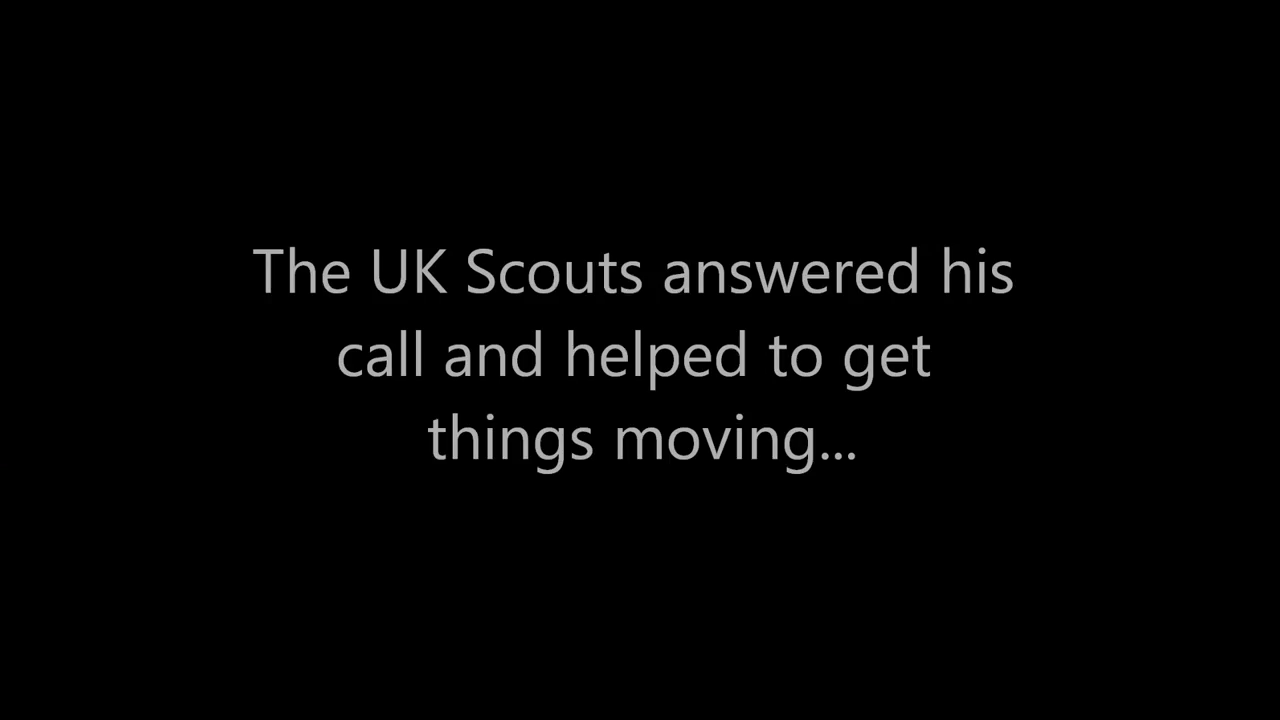 The UK Scouts answered his
call and helped to get
things moving...